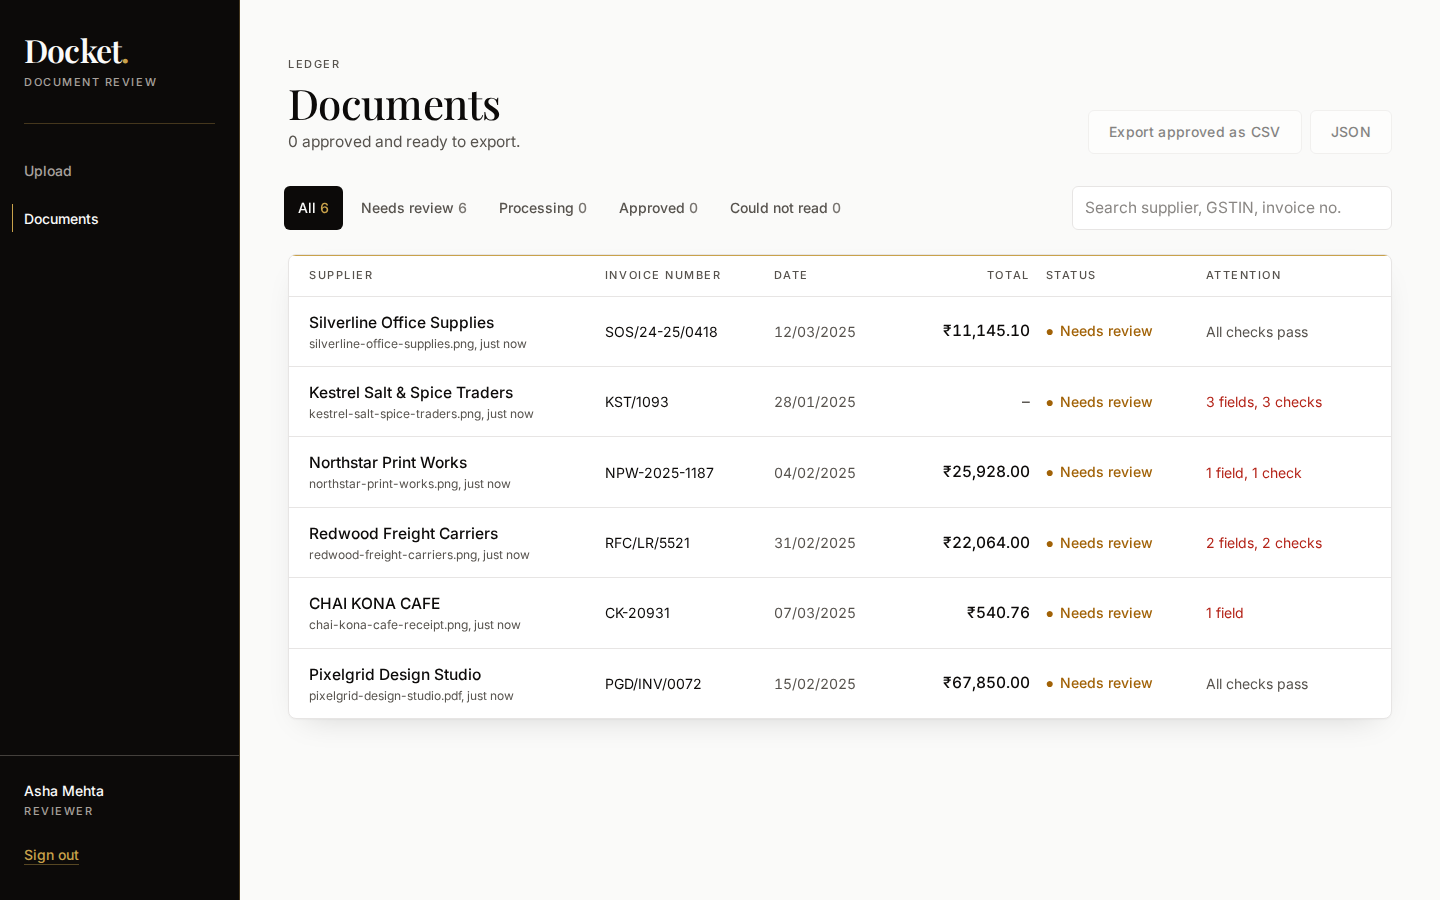 Docket.
DOCUMENT REVIEW
Upload
Documents
Asha Mehta
REVIEWER
Sign out
LEDGER
Documents
0 approved and ready to export.
Export approved as CSV JSON
All 6 Needs review 6 Processing 0 Approved 0 Could not read 0
Search supplier, GSTIN, invoice no.
SUPPLIER INVOICE NUMBER DATE TOTAL STATUS ATTENTION
Silverline Office Supplies
silverline-office-supplies.png, just now
SOS/24-25/0418 12/03/2025 ₹11,145.10 Needs review All checks pass
Kestrel Salt & Spice Traders
kestrel-salt-spice-traders.png, just now
KST/1093 28/01/2025 – Needs review 3 fields, 3 checks
Northstar Print Works
northstar-print-works.png, just now
NPW-2025-1187 04/02/2025 ₹25,928.00 Needs review 1 field, 1 check
Redwood Freight Carriers
redwood-freight-carriers.png, just now
RFC/LR/5521 31/02/2025 ₹22,064.00 Needs review 2 fields, 2 checks
CHAI KONA CAFE
chai-kona-cafe-receipt.png, just now
CK-20931 07/03/2025 ₹540.76 Needs review 1 field
Pixelgrid Design Studio
pixelgrid-design-studio.pdf, just now
PGD/INV/0072 15/02/2025 ₹67,850.00 Needs review All checks pass